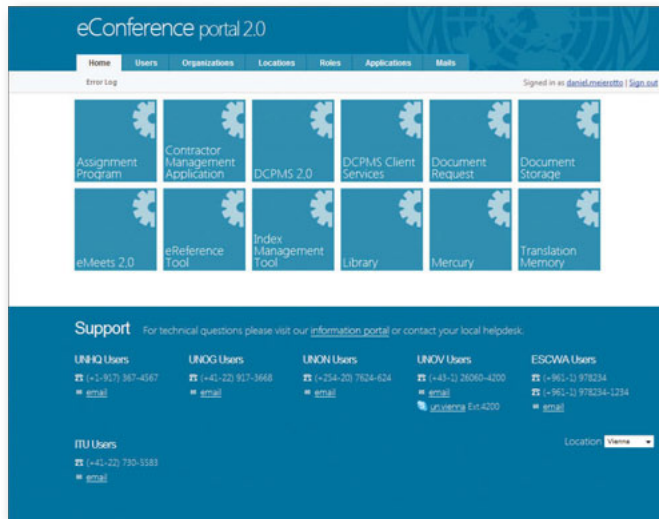 eConference portal 2.0
Home Users Organizations Locations Roles Applications Mails
Error Log
Signed in as daniel.meierotto | Sign out
Assignment
Program
Contractor
Management
Application
DCPMS 2.0
DCPMS Client
Services
Document
Request
Document
Storage
eMeets 2.0
eReference
Tool
Index
Management
Tool
Library
Mercury
Translation
Memory
Support For technical questions please visit our information portal or contact your local helpdesk.
UNHQ Users
(+1-917) 367-4567
email
UNOG Users
(+41-22) 917-3668
email
UNON Users
(+254-20) 7624-624
email
UNOV Users
(+43-1) 26060-4200
email
un.vienna Ext:4200
ESCWA Users
(+961-1) 978234
(+961-1) 978234-1234
email
ITU Users
(+41-22) 730-5583
email
Location Vienna